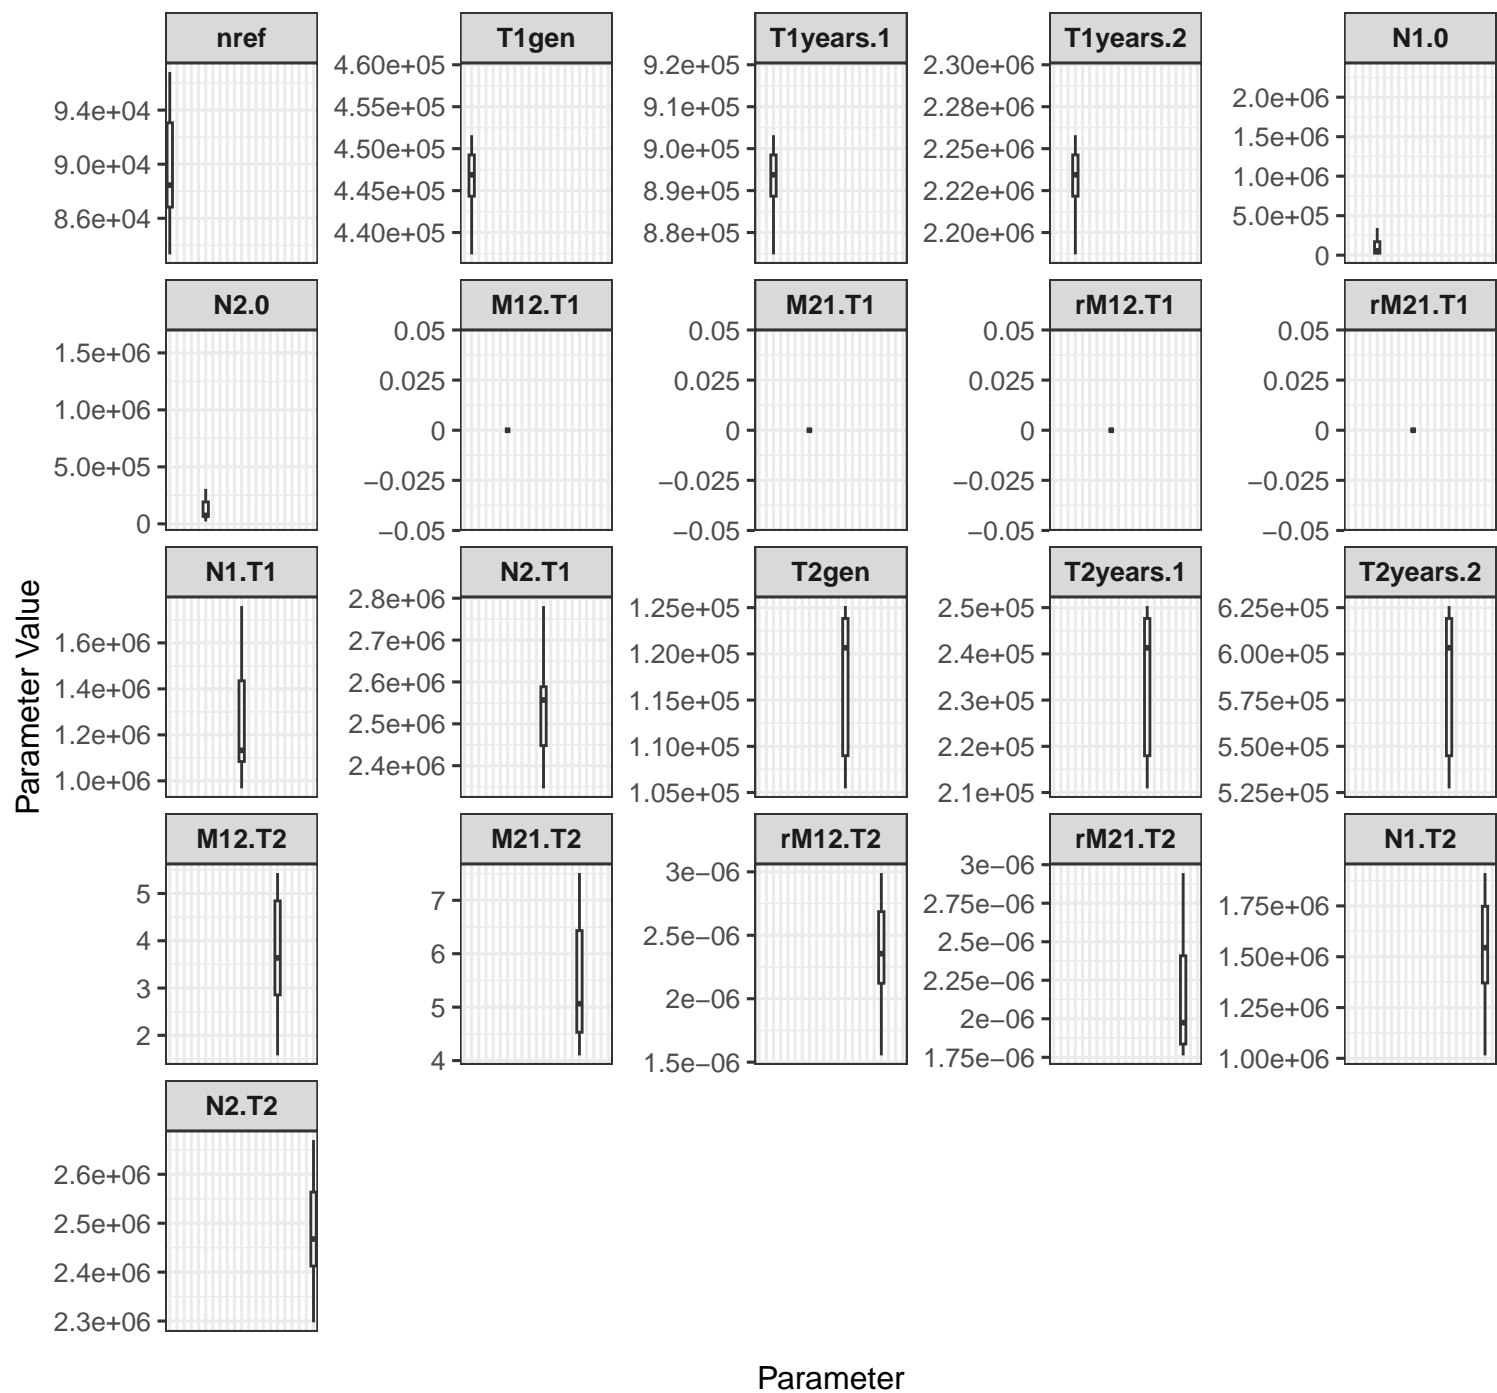 nref
T1gen
T1years.1
T1years.2
N1.0
9.4e+04
9.0e+04
8.6e+04
4.60e+05
4.55e+05
4.50e+05
4.45e+05
4.40e+05
9.2e+05
9.1e+05
9.0e+05
8.9e+05
8.8e+05
2.30e+06
2.28e+06
2.25e+06
2.22e+06
2.20e+06
2.0e+06
1.5e+06
1.0e+06
5.0e+05
0
N2.0
M12.T1
M21.T1
rM12.T1
rM21.T1
1.5e+06
1.0e+06
5.0e+05
0
0.05
0.025
0
−0.025
−0.05
0.05
0.025
0
−0.025
−0.05
0.05
0.025
0
−0.025
−0.05
0.05
0.025
0
−0.025
−0.05
N1.T1
N2.T1
T2gen
T2years.1
T2years.2
1.6e+06
1.4e+06
1.2e+06
1.0e+06
2.8e+06
2.7e+06
2.6e+06
2.5e+06
2.4e+06
1.25e+05
1.20e+05
1.15e+05
1.10e+05
1.05e+05
2.5e+05
2.4e+05
2.3e+05
2.2e+05
2.1e+05
6.25e+05
6.00e+05
5.75e+05
5.50e+05
5.25e+05
M12.T2
M21.T2
rM12.T2
rM21.T2
N1.T2
5
4
3
2
7
6
5
4
3e−06
2.5e−06
2e−06
1.5e−06
3e−06
2.75e−06
2.5e−06
2.25e−06
2e−06
1.75e−06
1.75e+06
1.50e+06
1.25e+06
1.00e+06
N2.T2
2.6e+06
2.5e+06
2.4e+06
2.3e+06
Parameter Value
Parameter